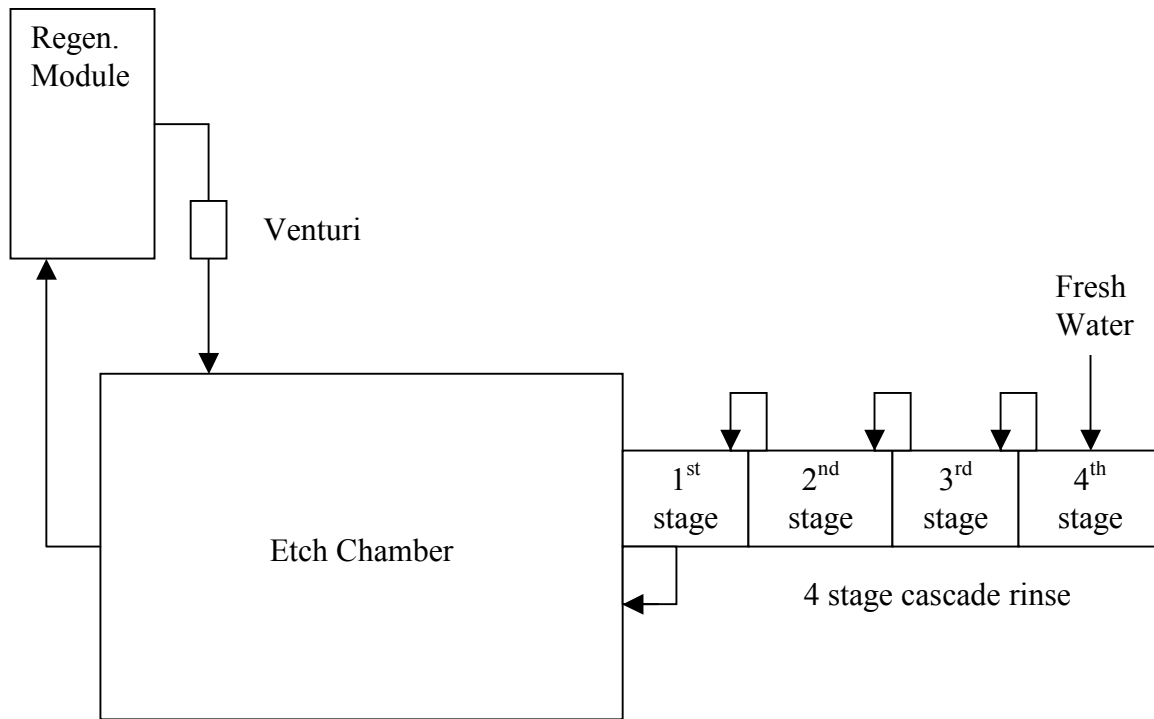 Regen.
Module
Venturi
Fresh
Water
1st
stage
2nd
stage
3rd
stage
4th
stage
Etch Chamber
4 stage cascade rinse